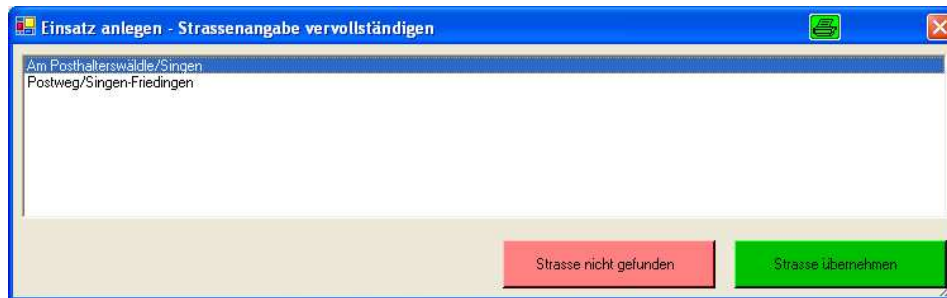 Einsatz anlegen - Strassenangabe vervollständigen
Am Posthalterswäldle/Singen
Postweg/Singen-Friedingen
Strasse nicht gefunden
Strasse übernehmen